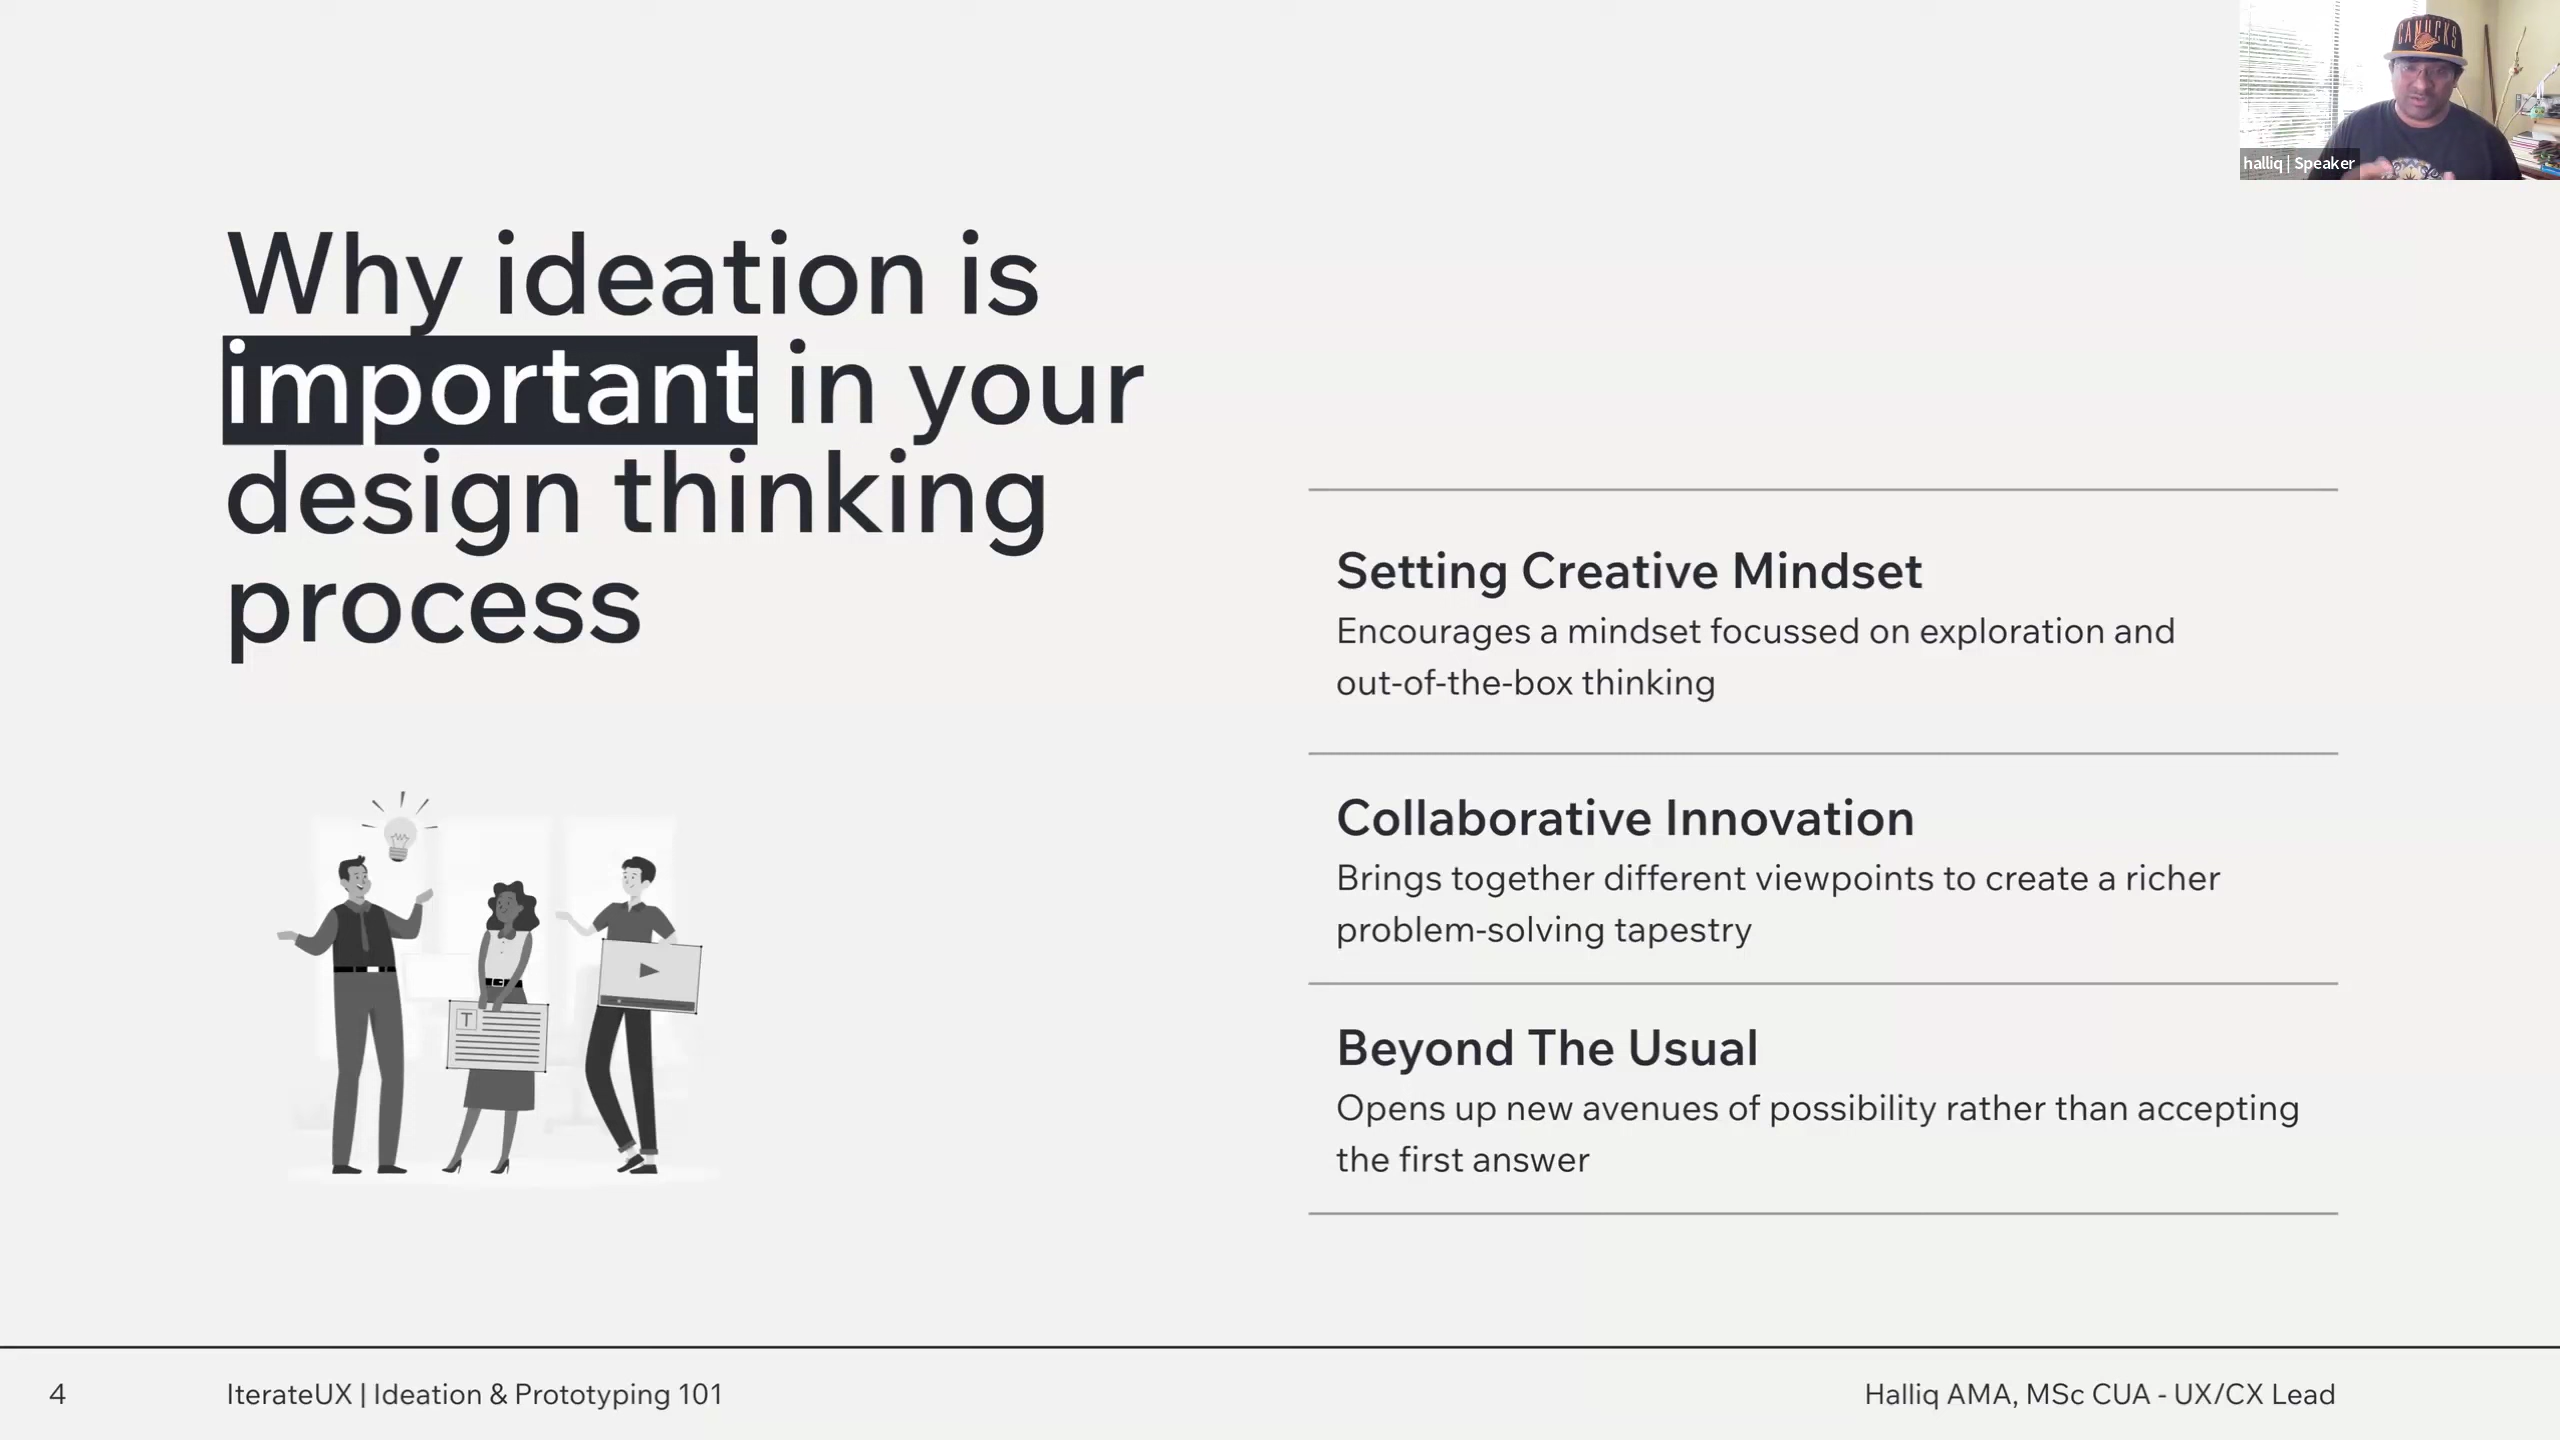 CANUCKS
halliq | Speaker
Why ideation is
important in your
design thinking
process
T
Setting Creative Mindset
Encourages a mindset focussed on exploration and
out-of-the-box thinking
Collaborative Innovation
Brings together different viewpoints to create a richer
problem-solving tapestry
Beyond The Usual
Opens up new avenues of possibility rather than accepting
the first answer
4
IterateUX | Ideation & Prototyping 101
Halliq AMA, MSc CUA - UX/CX Lead